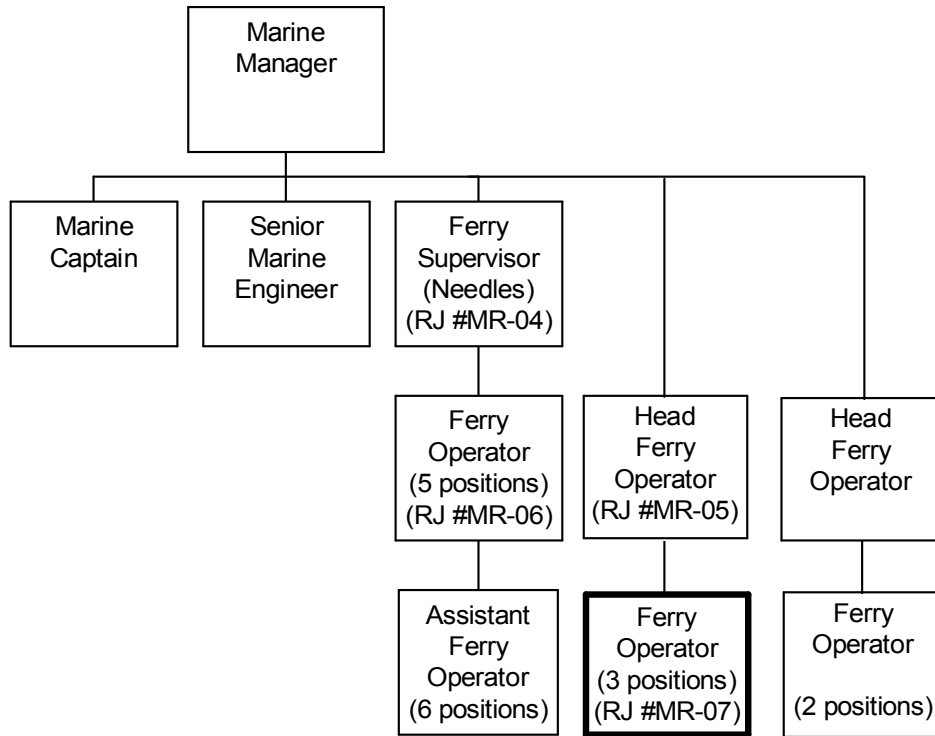 Marine
Manager
Marine
Captain
Senior
Marine
Engineer
Ferry
Supervisor
(Needles)
(RJ #MR-04)
Ferry
Operator
(5 positions)
(RJ #MR-06)
Head
Ferry
Operator
(RJ #MR-05)
Head
Ferry
Operator
Assistant
Ferry
Operator
(6 positions)
Ferry
Operator
(3 positions)
(RJ #MR-07)
Ferry
Operator
(2 positions)